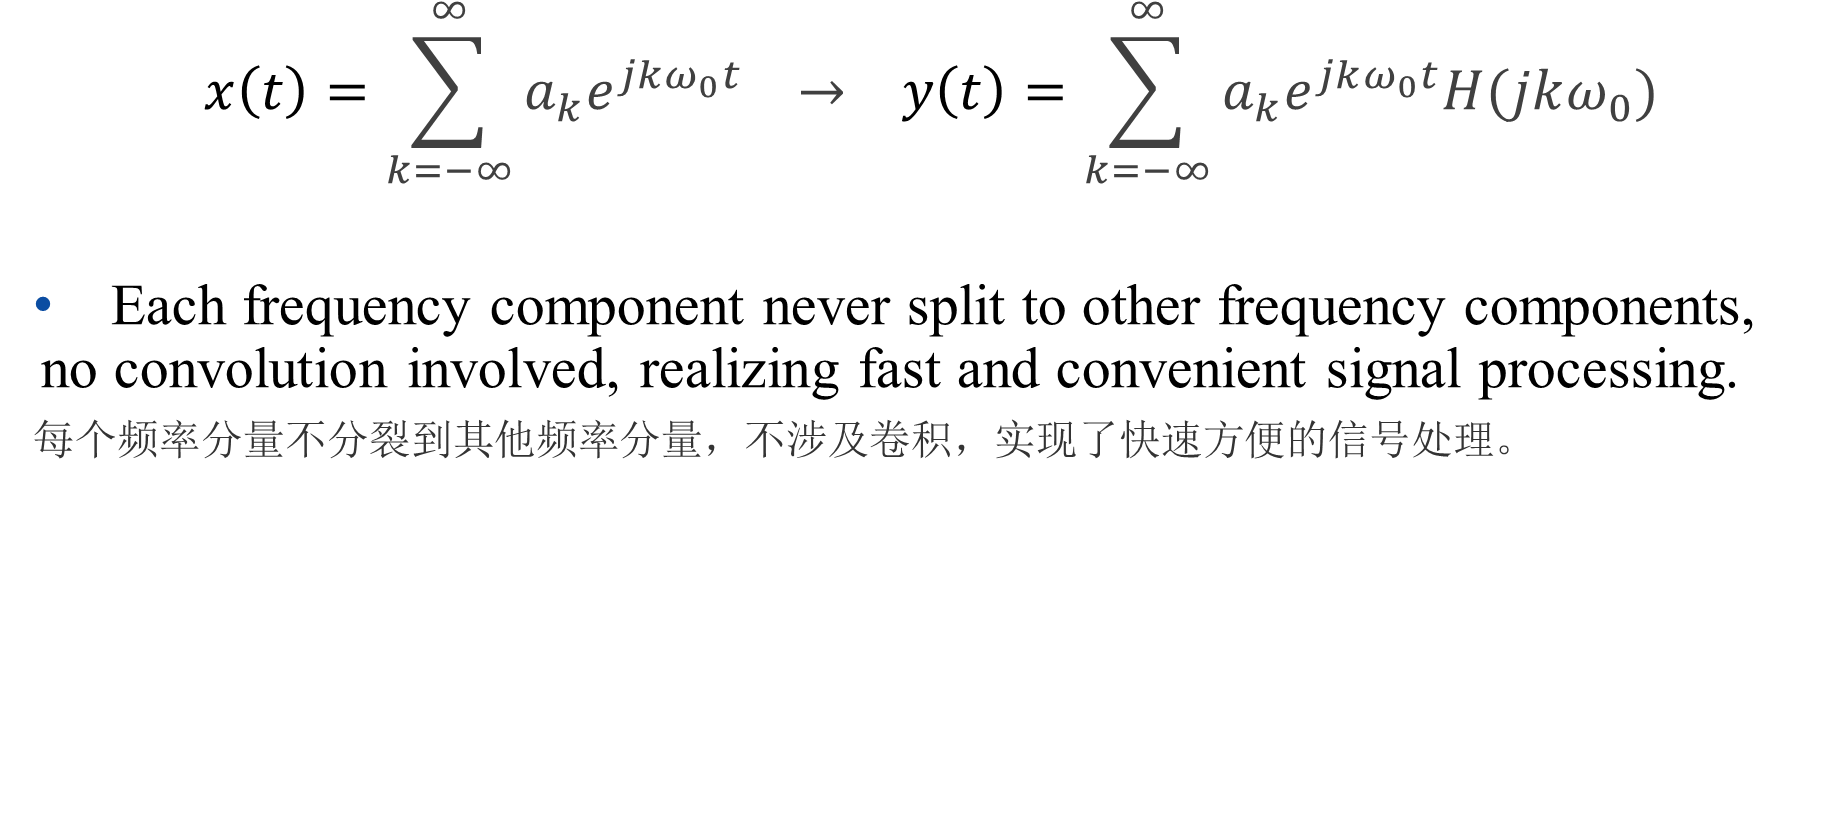 x(t) = ∑_{k=−∞}^{∞} a_k e^{jkω_0 t} → y(t) = ∑_{k=−∞}^{∞} a_k e^{jkω_0 t} H(jkω_0)
• Each frequency component never split to other frequency components,
no convolution involved, realizing fast and convenient signal processing.
每个频率分量不分裂到其他频率分量，不涉及卷积，实现了快速方便的信号处理。